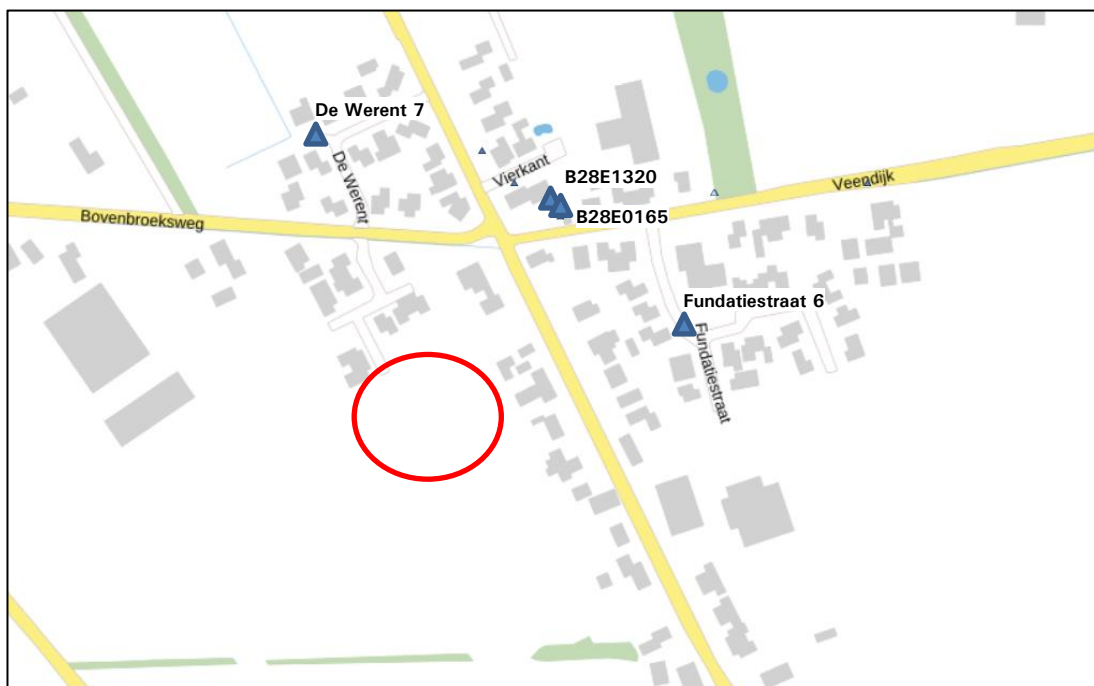 De Werent 7
Vierkant
B28E1320
Veendijk
De Werent
B28E0165
Bovenbroeksweg
Fundatiestraat 6
Fundatiestraat